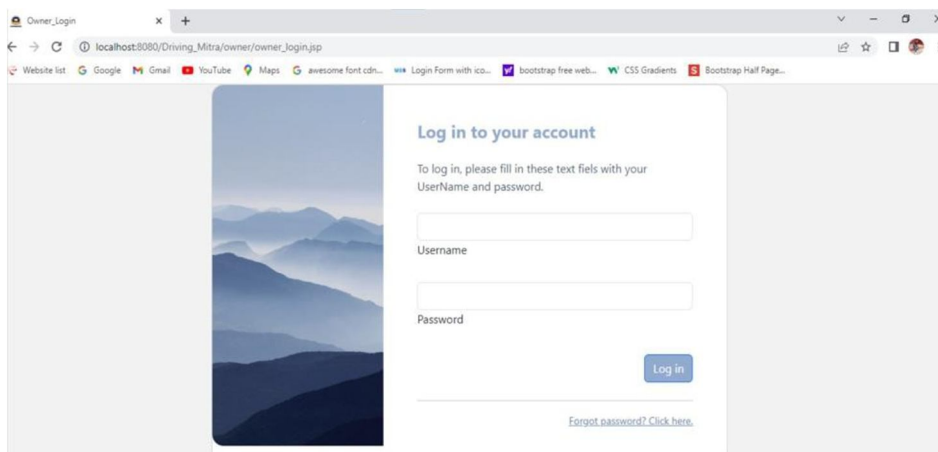 Owner_Login
localhost:8080/Driving_Mitra/owner/owner_login.jsp
Website list Google Gmail YouTube Maps awesome font cdn... Login Form with ico... bootstrap free web... CSS Gradients Bootstrap Half Page...
Log in to your account
To log in, please fill in these text fiels with your
UserName and password.
Username
Password
Log in
Forgot password? Click here.